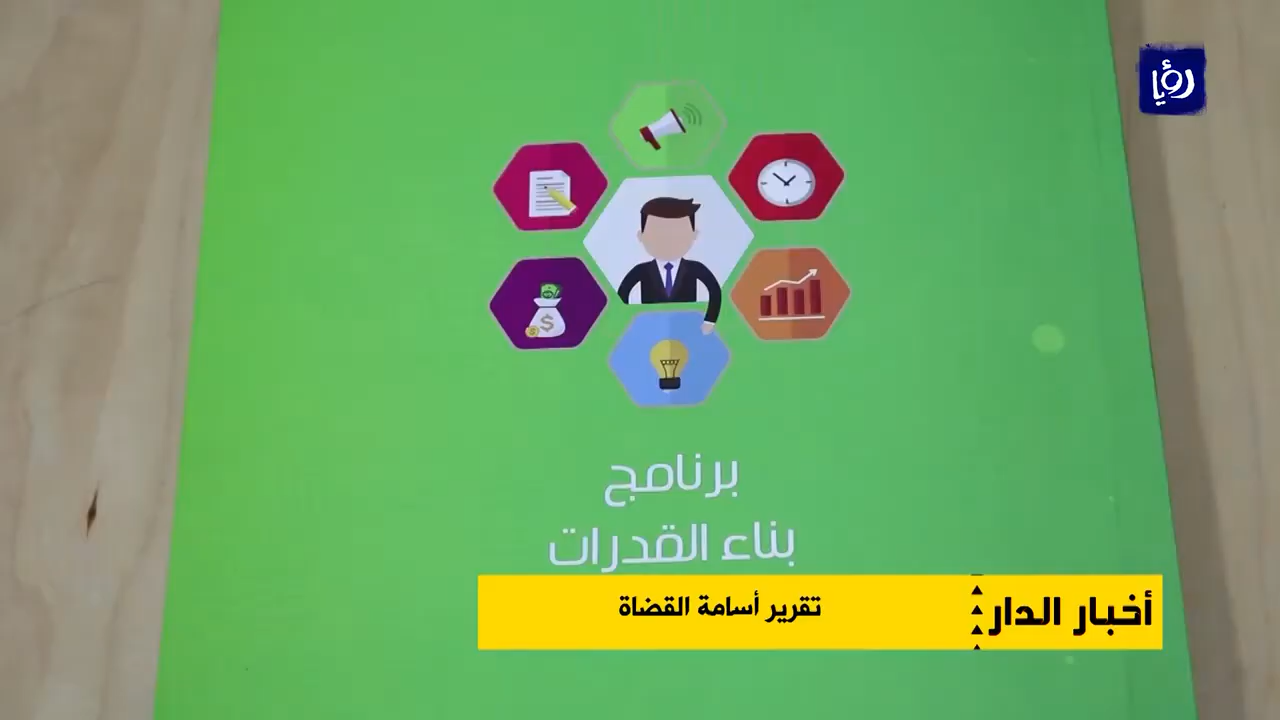 رؤيا
برنامج
بناء القدرات
أخبار الدار
تقرير أسامة القضاة